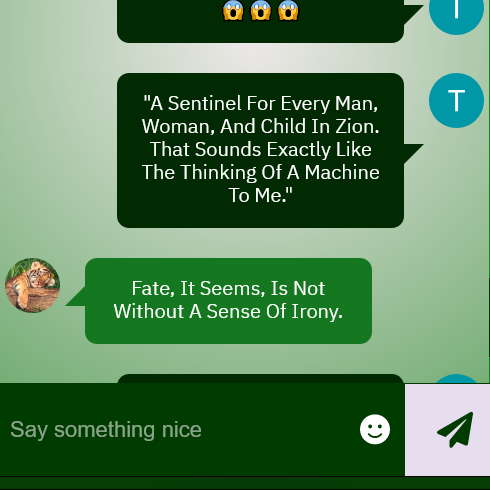 T
😱 😱 😱
T
"A Sentinel For Every Man,
Woman, And Child In Zion.
That Sounds Exactly Like
The Thinking Of A Machine
To Me."
Fate, It Seems, Is Not
Without A Sense Of Irony.
Say something nice